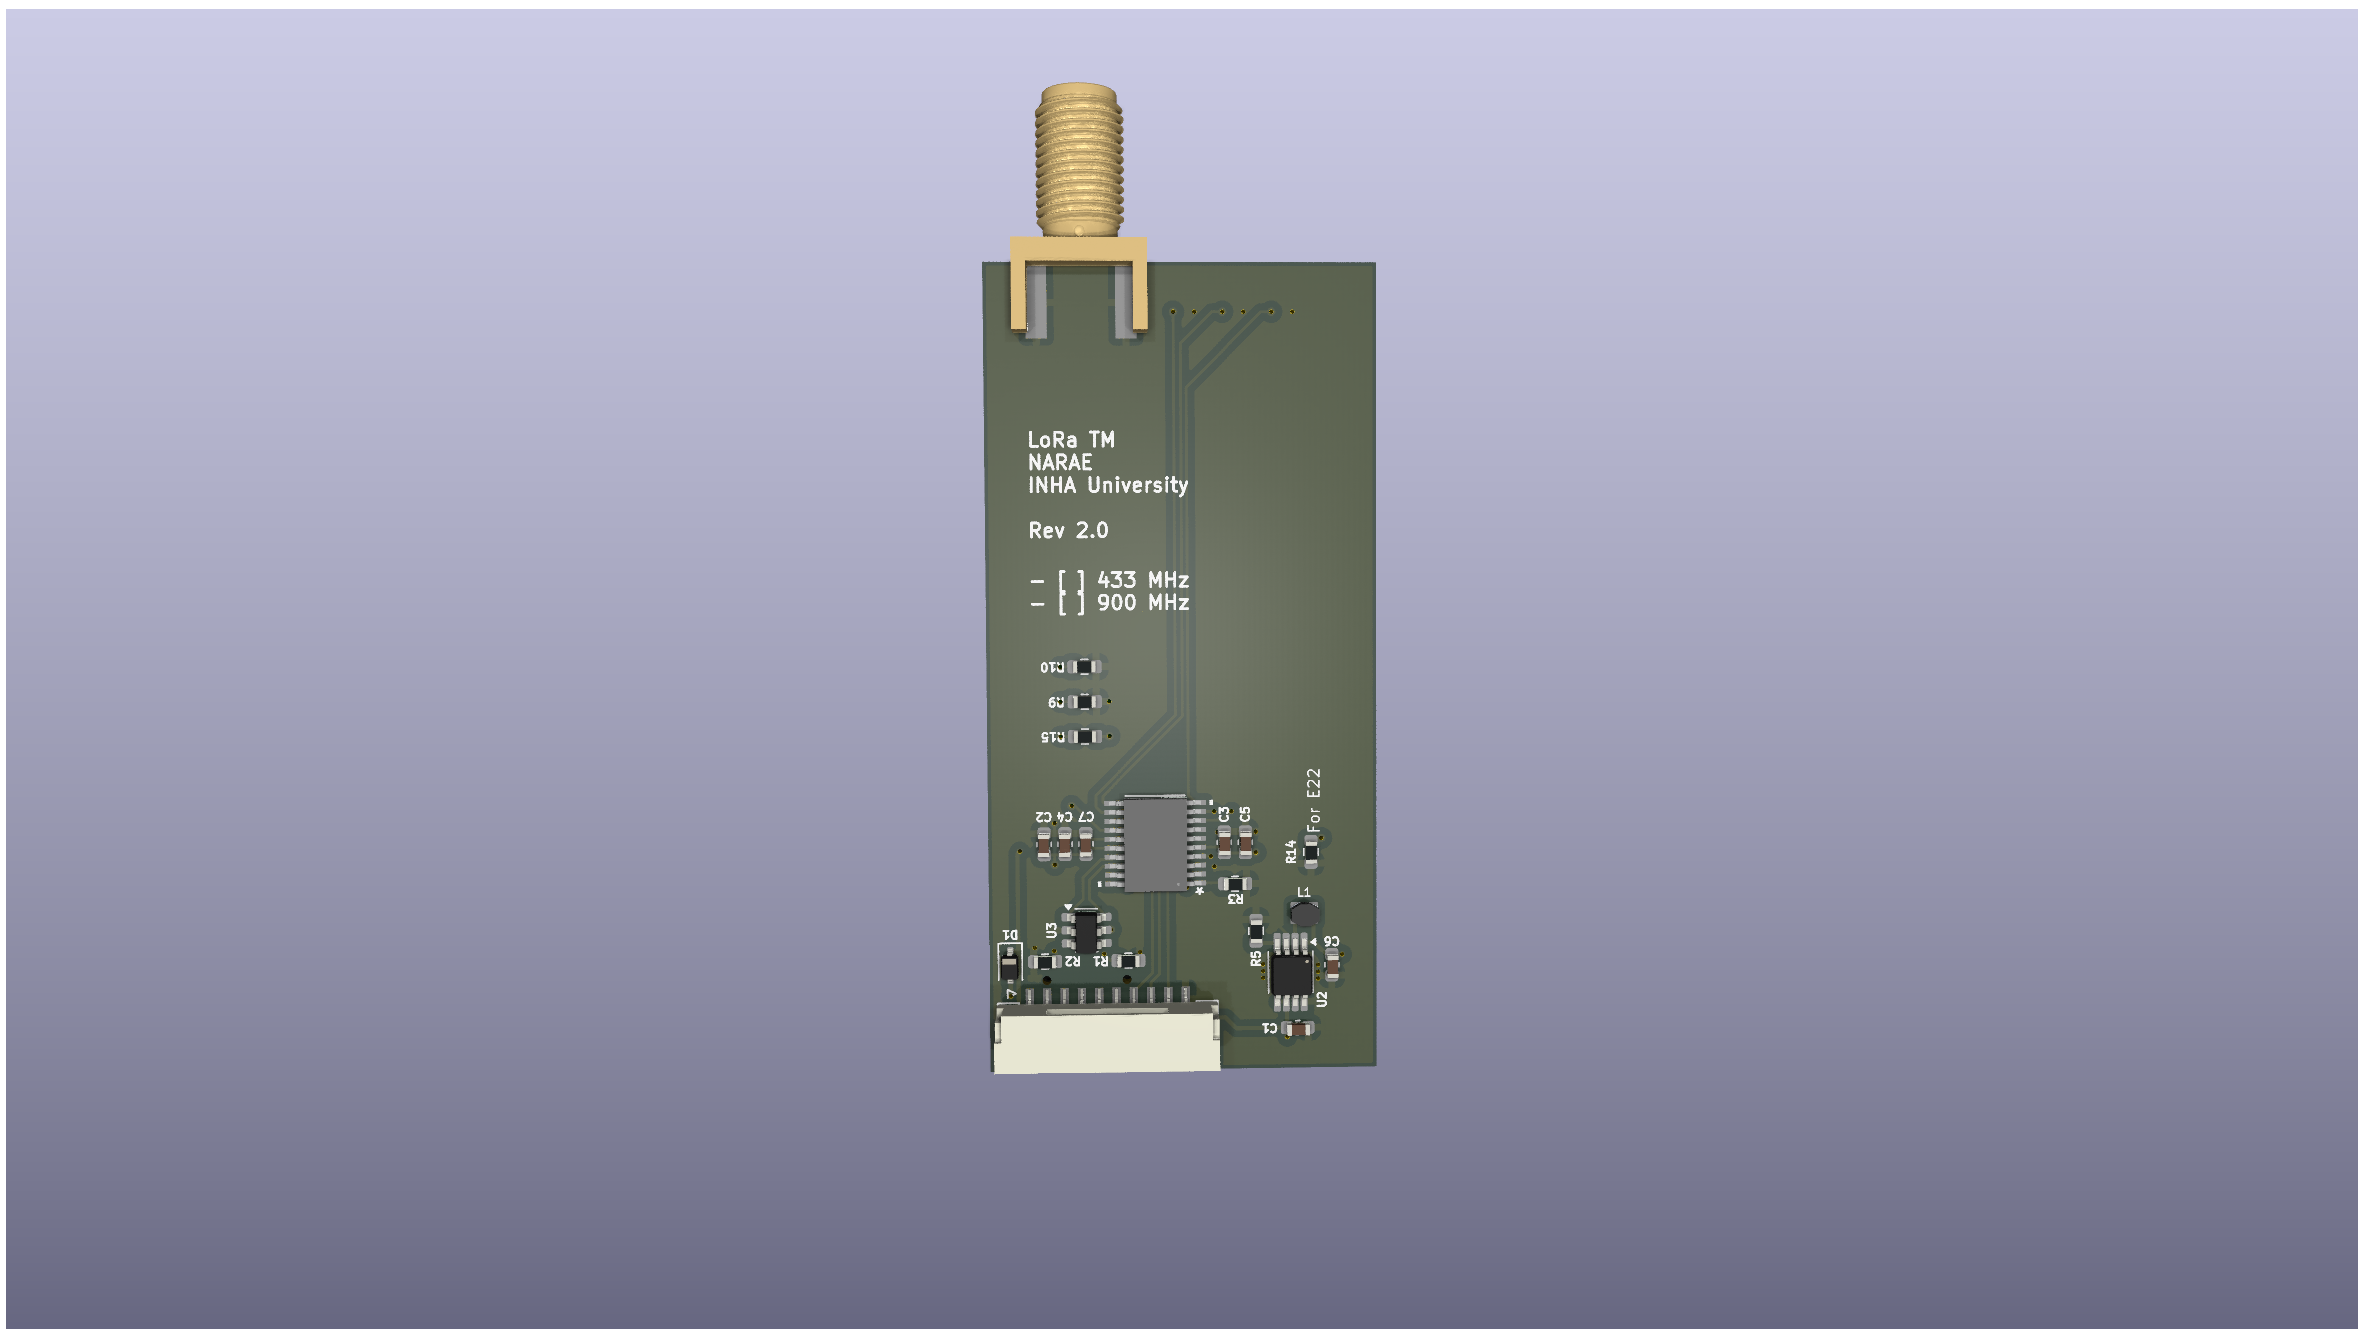 LoRa TM
NARAE
INHA University
Rev 2.0
- [ ] 433 MHz
- [ ] 900 MHz
R10
R9
R15
For E22
C2 C4 C7
C3 C5
R14
R3
L1
U3
R2 R1
D1
R5
C6
U2
C1